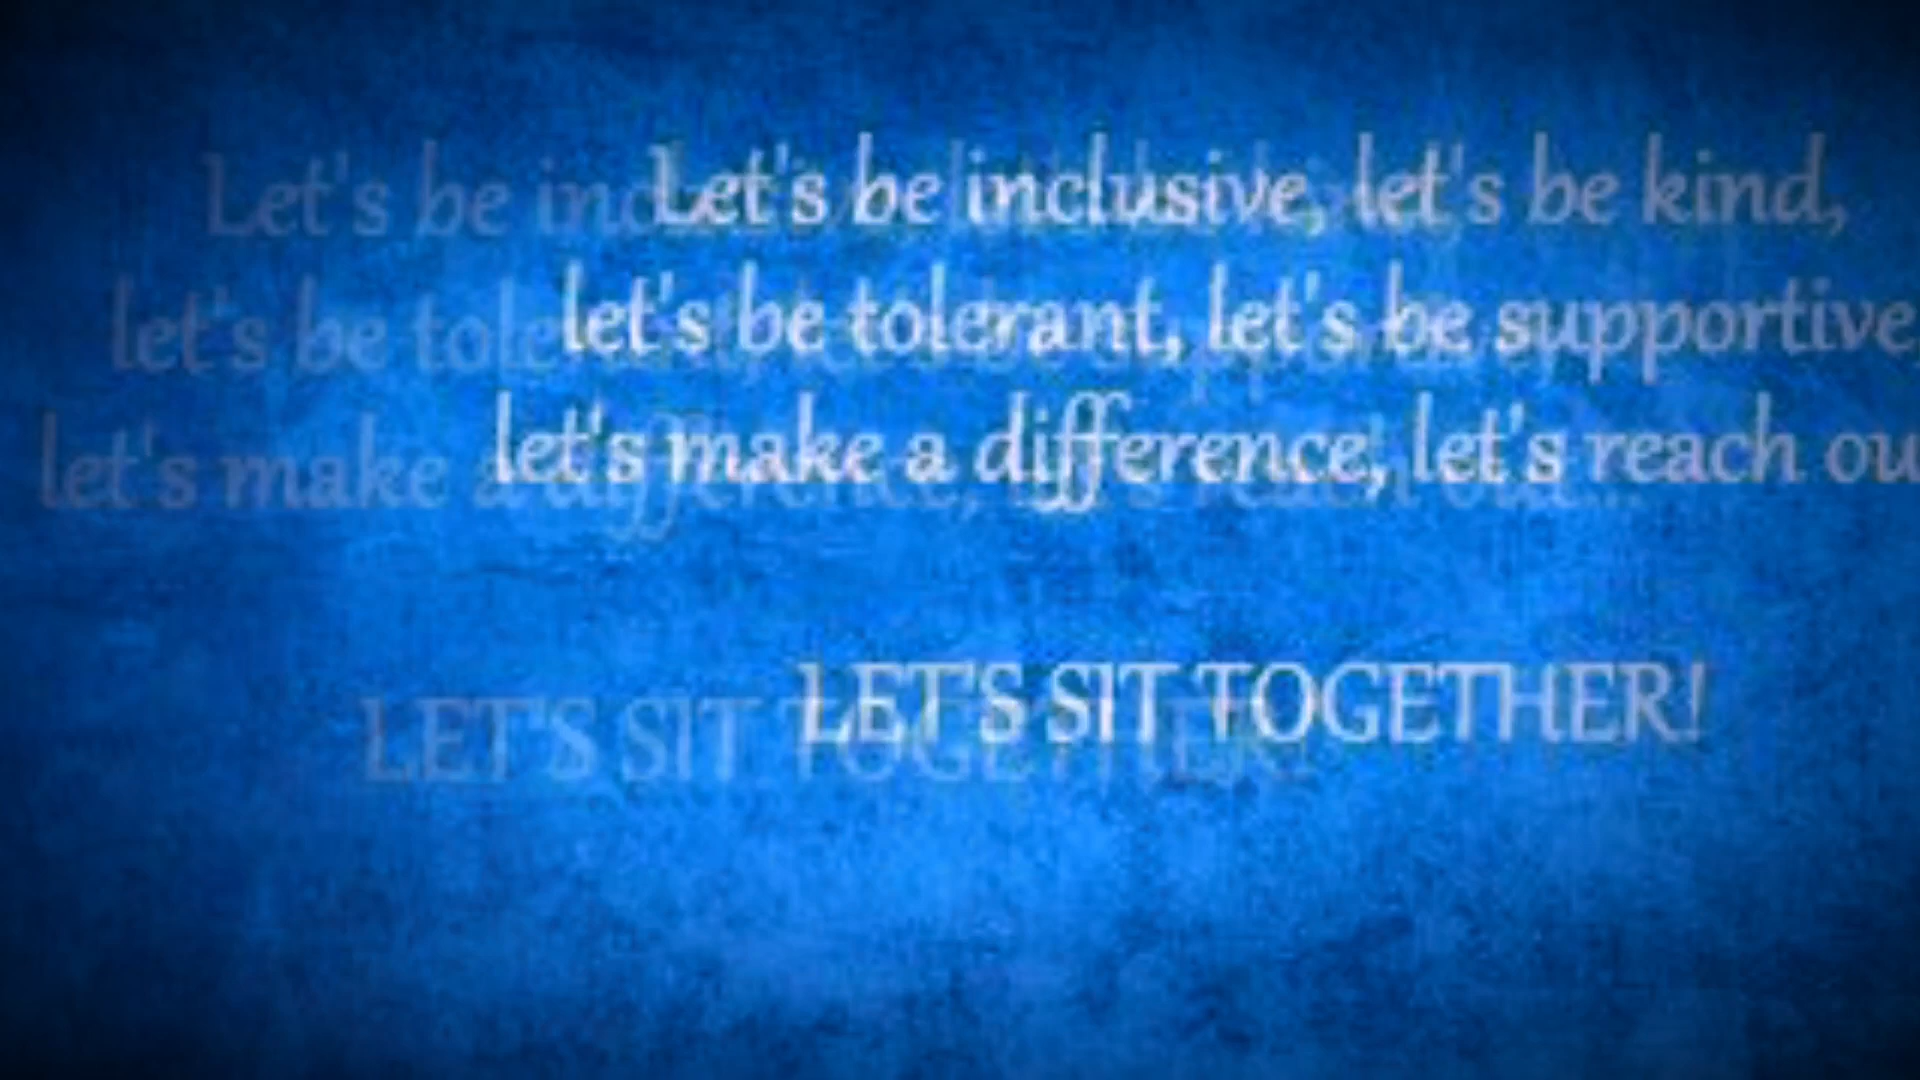 Let's be inclusive, let's be kind,
let's be tolerant, let's be supportive,
let's make a difference, let's reach out...
LET'S SIT TOGETHER!